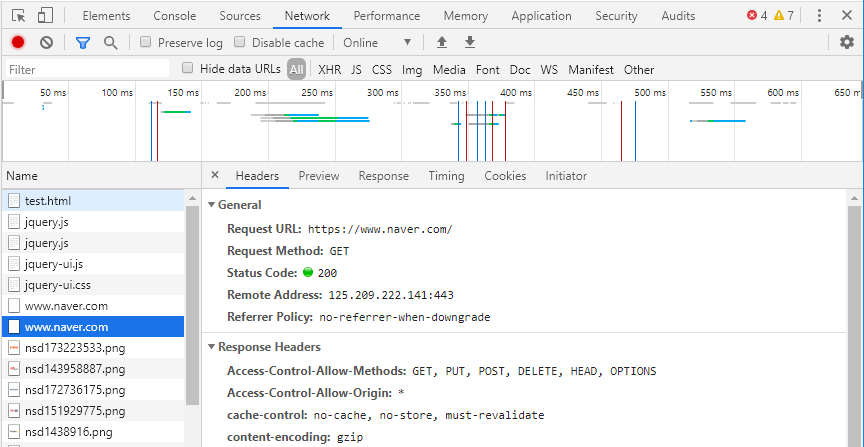 Elements Console Sources Network Performance Memory Application Security Audits 4 7
Preserve log Disable cache Online
Filter Hide data URLs All XHR JS CSS Img Media Font Doc WS Manifest Other
50 ms 100 ms 150 ms 200 ms 250 ms 300 ms 350 ms 400 ms 450 ms 500 ms 550 ms 600 ms 650 m
Name
test.html
jquery.js
jquery.js
jquery-ui.js
jquery-ui.css
www.naver.com
www.naver.com
nsd173223533.png
nsd143958887.png
nsd172736175.png
nsd151929775.png
nsd1438916.png
× Headers Preview Response Timing Cookies Initiator
General
Request URL: https://www.naver.com/
Request Method: GET
Status Code: 200
Remote Address: 125.209.222.141:443
Referrer Policy: no-referrer-when-downgrade
Response Headers
Access-Control-Allow-Methods: GET, PUT, POST, DELETE, HEAD, OPTIONS
Access-Control-Allow-Origin: *
cache-control: no-cache, no-store, must-revalidate
content-encoding: gzip